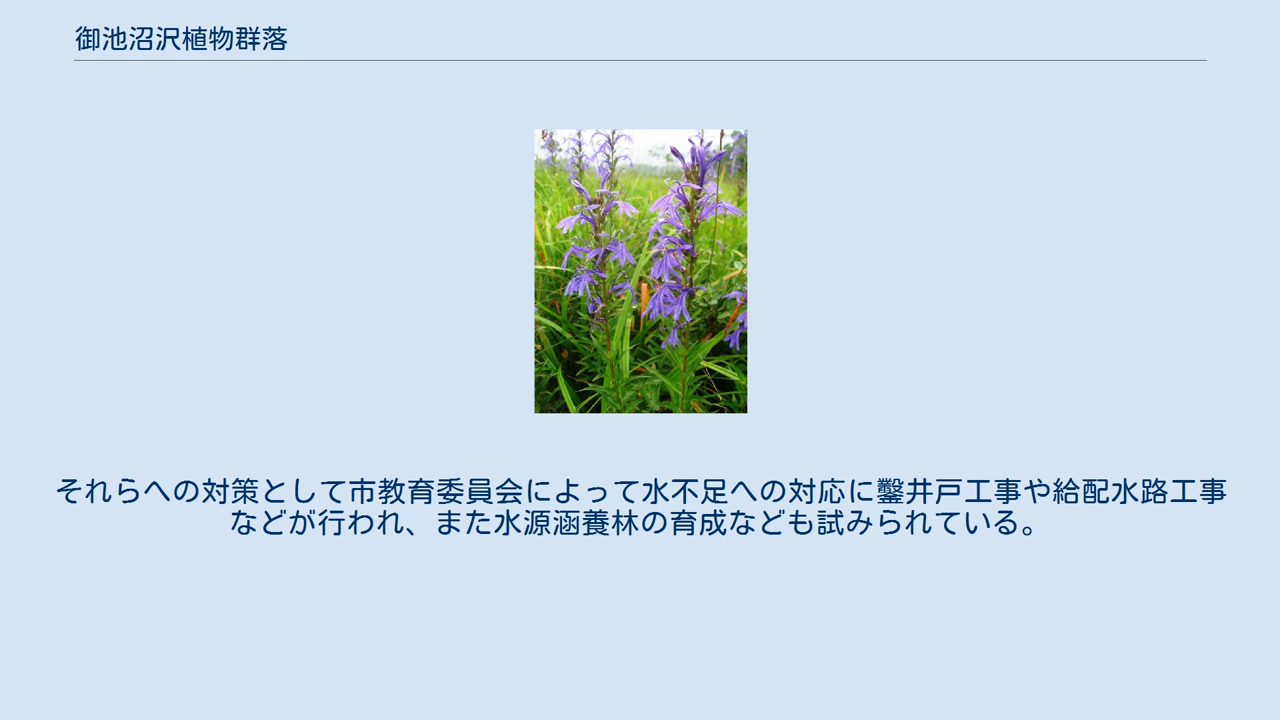 御池沼沢植物群落
それらへの対策として市教育委員会によって水不足への対応に鑿井戸工事や給配水路工事
などが行われ、また水源涵養林の育成なども試みられている。